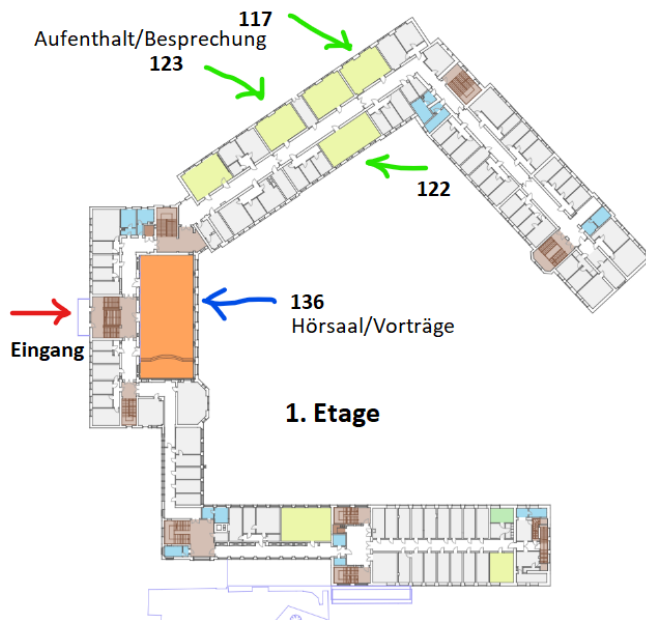 117
Aufenthalt/Besprechung
123
122
136
Hörsaal/Vorträge
Eingang
1. Etage